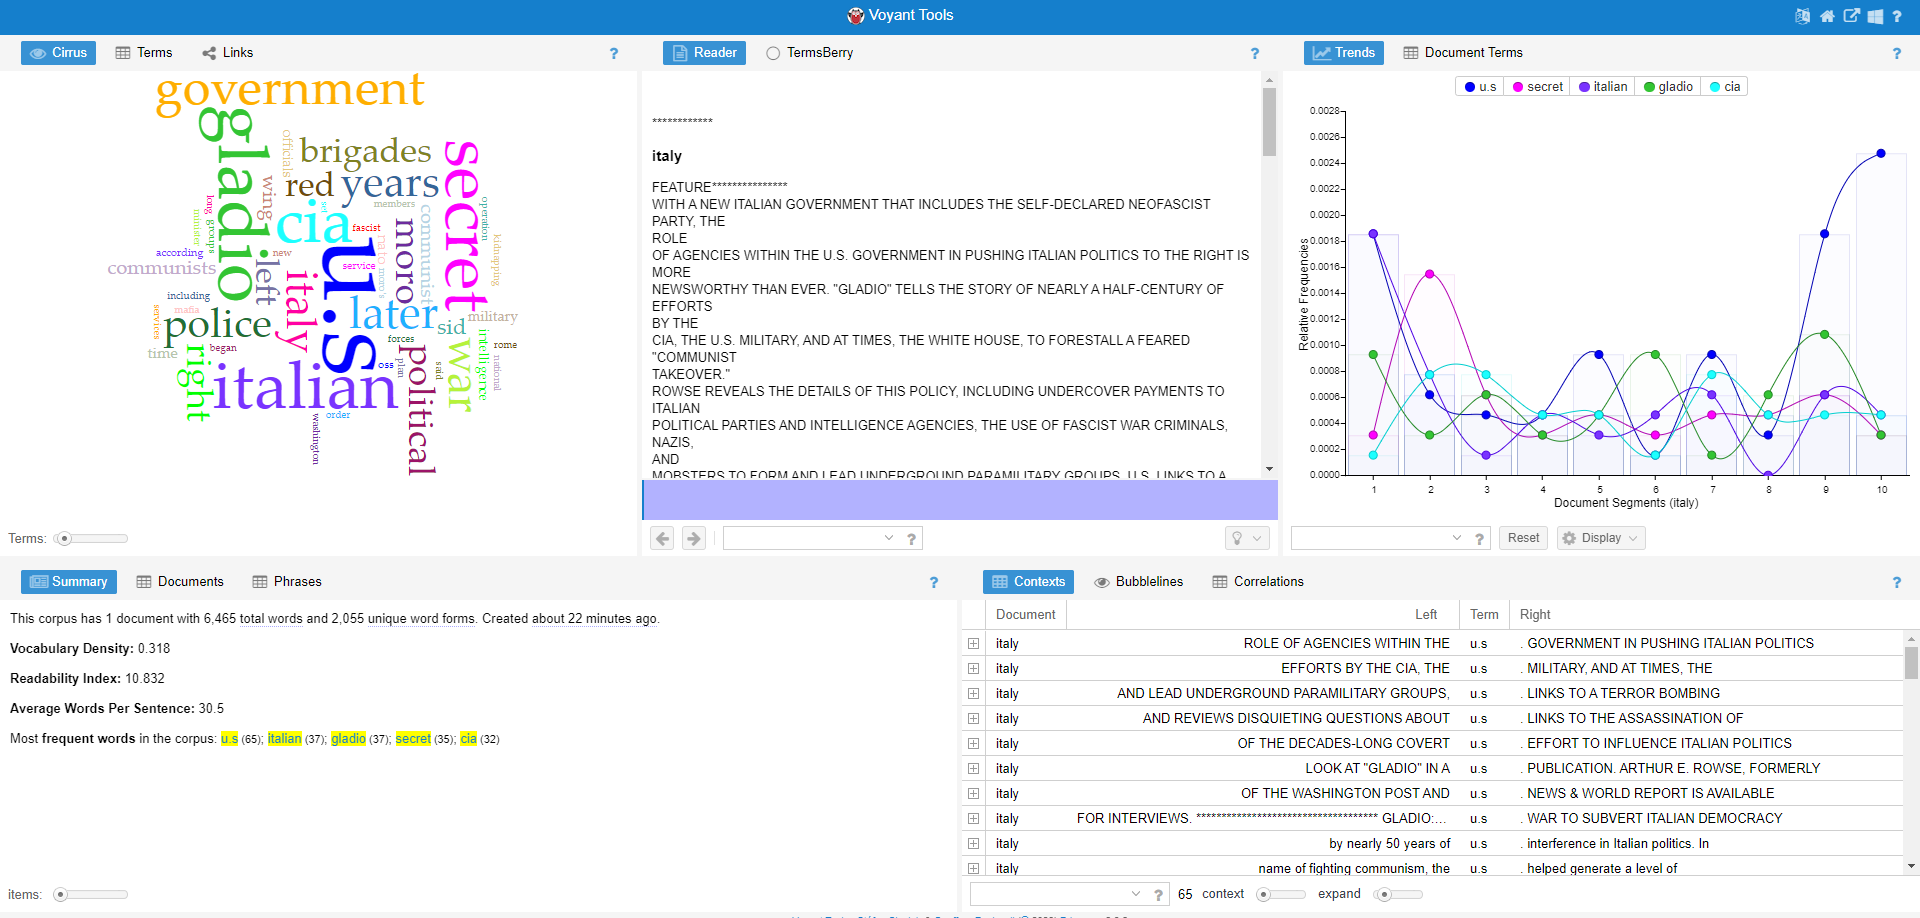 Voyant Tools
?
Cirrus Terms Links ?
government
gladio
officials
brigades
secret
wing
red years
long
minister
groups
cia
set
members
communist
operation
according
new
fascist
moro
nato
moro's
kidnapping
communists
left
italy
u.s
service
including
mafia
services
police
later
sid
military
time
began
right
forces
war
intelligence
rome
oss
plan
said
national
political
italian
washington
order
Terms:
Reader TermsBerry ?
************
italy
FEATURE***************
WITH A NEW ITALIAN GOVERNMENT THAT INCLUDES THE SELF-DECLARED NEOFASCIST
PARTY, THE
ROLE
OF AGENCIES WITHIN THE U.S. GOVERNMENT IN PUSHING ITALIAN POLITICS TO THE RIGHT IS
MORE
NEWSWORTHY THAN EVER. "GLADIO" TELLS THE STORY OF NEARLY A HALF-CENTURY OF
EFFORTS
BY THE
CIA, THE U.S. MILITARY, AND AT TIMES, THE WHITE HOUSE, TO FORESTALL A FEARED
"COMMUNIST
TAKEOVER."
ROWSE REVEALS THE DETAILS OF THIS POLICY, INCLUDING UNDERCOVER PAYMENTS TO
ITALIAN
POLITICAL PARTIES AND INTELLIGENCE AGENCIES, THE USE OF FASCIST WAR CRIMINALS,
NAZIS,
AND
MOBSTERS TO FORM AND LEAD UNDERGROUND PARAMILITARY GROUPS, U.S. LINKS TO A
?
Trends Document Terms ?
u.s secret italian gladio cia
0.0028
0.0026
0.0024
0.0022
0.0020
0.0018
0.0016
0.0014
0.0012
0.0010
0.0008
0.0006
0.0004
0.0002
0.0000
Relative Frequencies
1 2 3 4 5 6 7 8 9 10
Document Segments (italy)
? Reset Display
Summary Documents Phrases ?
This corpus has 1 document with 6,465 total words and 2,055 unique word forms. Created about 22 minutes ago.
Vocabulary Density: 0.318
Readability Index: 10.832
Average Words Per Sentence: 30.5
Most frequent words in the corpus: u.s (65); italian (37); gladio (37); secret (35); cia (32)
items:
Contexts Bubblelines Correlations ?
Document Left Term Right
italy ROLE OF AGENCIES WITHIN THE u.s . GOVERNMENT IN PUSHING ITALIAN POLITICS
italy EFFORTS BY THE CIA, THE u.s . MILITARY, AND AT TIMES, THE
italy AND LEAD UNDERGROUND PARAMILITARY GROUPS, u.s . LINKS TO A TERROR BOMBING
italy AND REVIEWS DISQUIETING QUESTIONS ABOUT u.s . LINKS TO THE ASSASSINATION OF
italy OF THE DECADES-LONG COVERT u.s . EFFORT TO INFLUENCE ITALIAN POLITICS
italy LOOK AT "GLADIO" IN A u.s . PUBLICATION. ARTHUR E. ROWSE, FORMERLY
italy OF THE WASHINGTON POST AND u.s . NEWS & WORLD REPORT IS AVAILABLE
italy FOR INTERVIEWS. ************************************ GLADIO:... u.s . WAR TO SUBVERT ITALIAN DEMOCRACY
italy by nearly 50 years of u.s . interference in Italian politics. In
italy name of fighting communism, the u.s . helped generate a level of
? 65 context expand